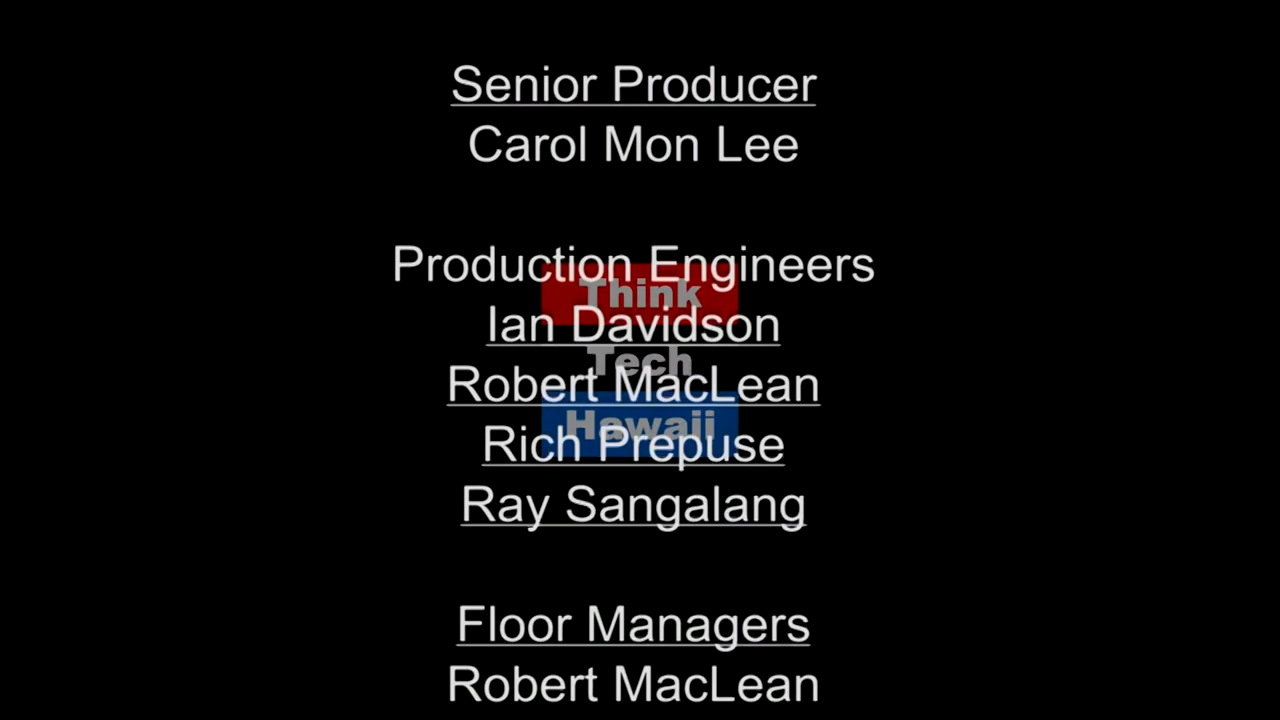 Senior Producer
Carol Mon Lee
Production Engineers
Think
Ian Davidson
Tech
Robert MacLean
Hawaii
Rich Prepuse
Ray Sangalang
Floor Managers
Robert MacLean